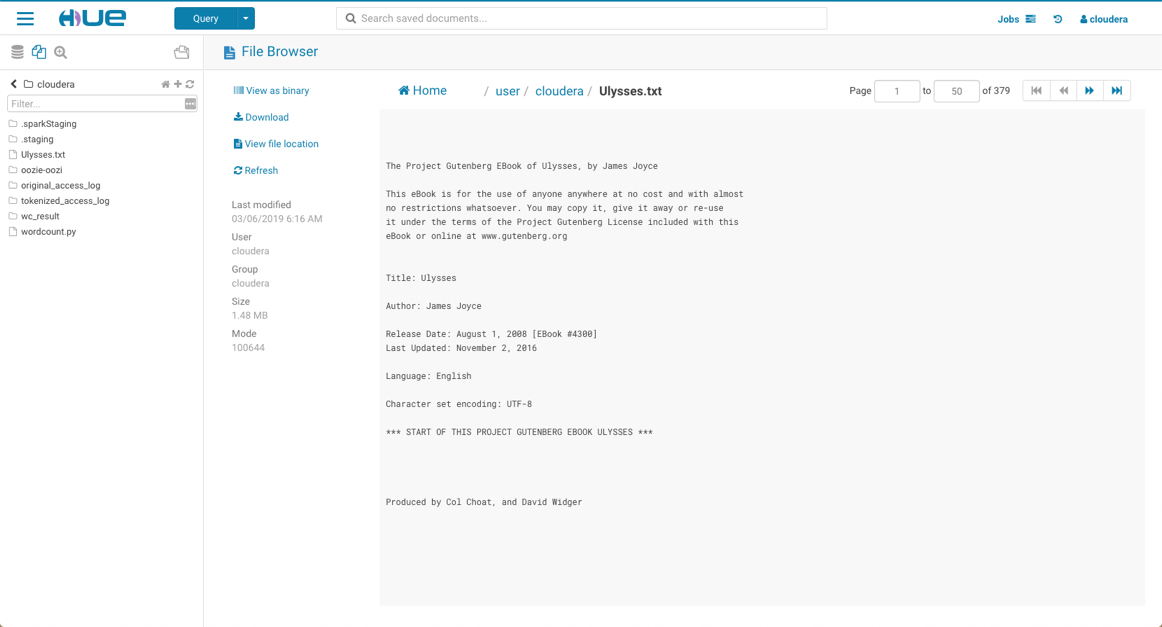 HUE
Query
Search saved documents...
Jobs
cloudera
File Browser
cloudera
Filter...
.sparkStaging
.staging
Ulysses.txt
oozie-oozi
original_access_log
tokenized_access_log
wc_result
wordcount.py
View as binary
Download
View file location
Refresh
Last modified
03/06/2019 6:16 AM
User
cloudera
Group
cloudera
Size
1.48 MB
Mode
100644
Home / user / cloudera / Ulysses.txt
Page 1 to 50 of 379
The Project Gutenberg EBook of Ulysses, by James Joyce
This eBook is for the use of anyone anywhere at no cost and with almost
no restrictions whatsoever. You may copy it, give it away or re-use
it under the terms of the Project Gutenberg License included with this
eBook or online at www.gutenberg.org
Title: Ulysses
Author: James Joyce
Release Date: August 1, 2008 [EBook #4300]
Last Updated: November 2, 2016
Language: English
Character set encoding: UTF-8
*** START OF THIS PROJECT GUTENBERG EBOOK ULYSSES ***
Produced by Col Choat, and David Widger